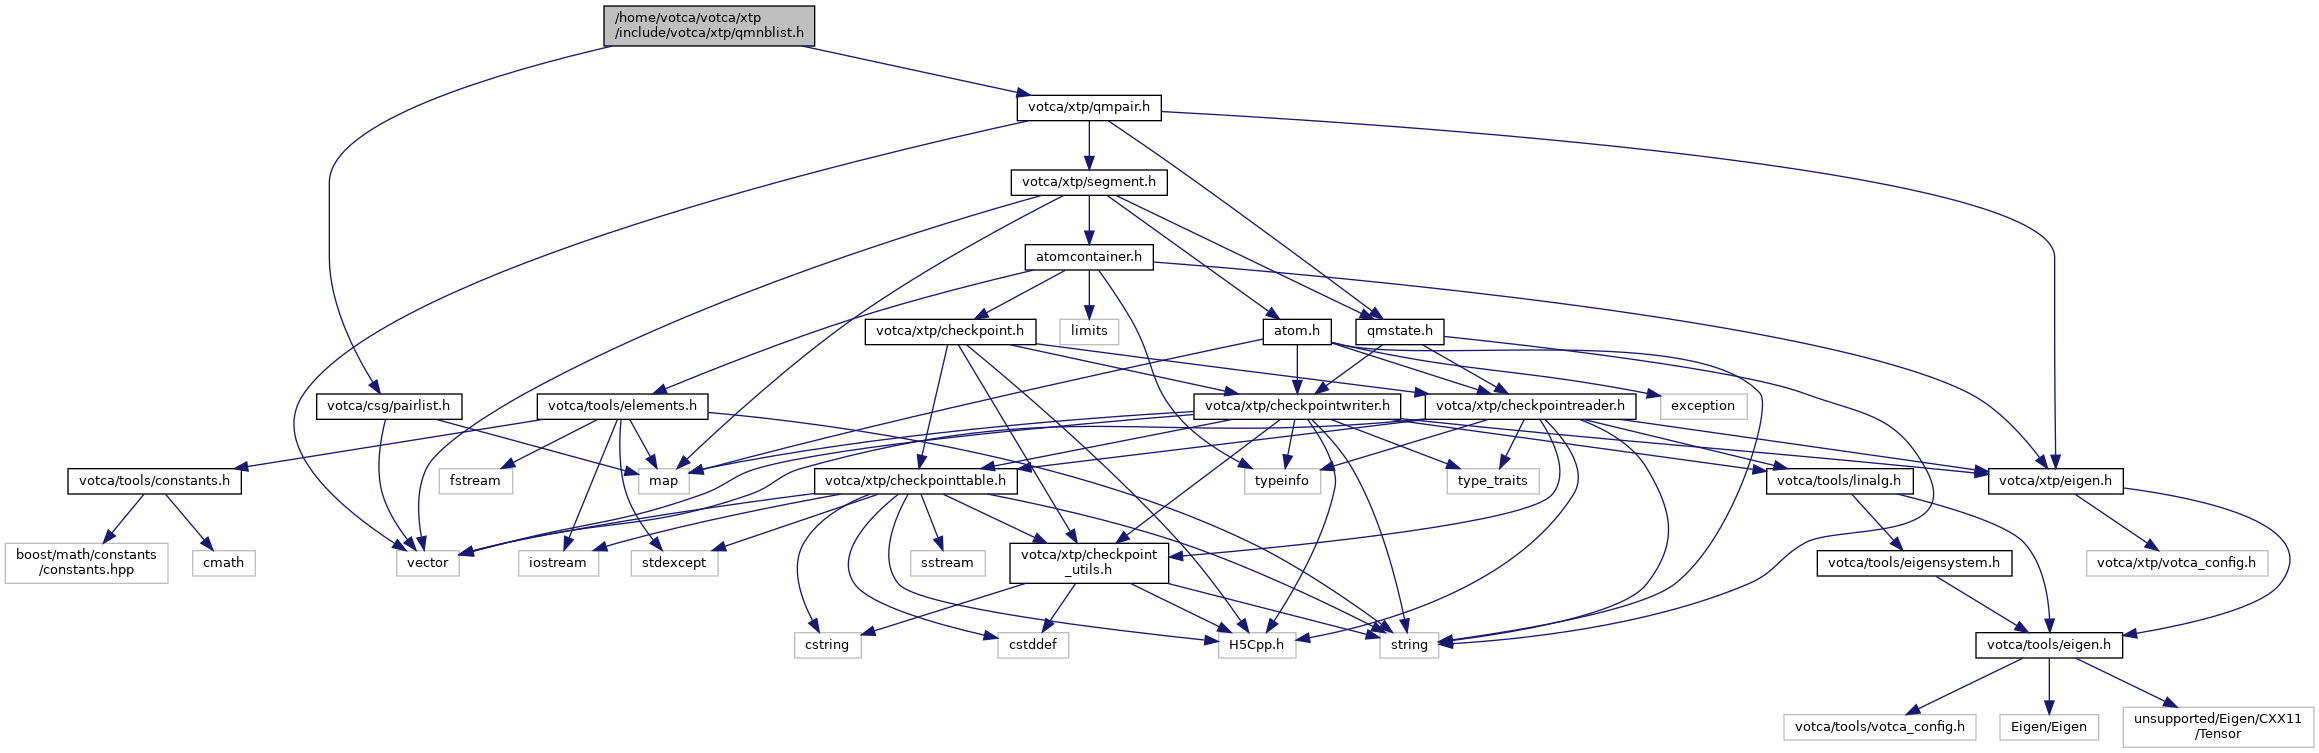 /home/votca/votca/xtp
/include/votca/xtp/qmnblist.h
votca/xtp/qmpair.h
votca/xtp/segment.h
atomcontainer.h
votca/xtp/checkpoint.h
limits
atom.h
qmstate.h
votca/csg/pairlist.h
votca/tools/elements.h
votca/xtp/checkpointwriter.h
votca/xtp/checkpointreader.h
exception
votca/tools/constants.h
fstream
map
votca/xtp/checkpointtable.h
typeinfo
type_traits
votca/tools/linalg.h
votca/xtp/eigen.h
boost/math/constants
/constants.hpp
cmath
vector
iostream
stdexcept
sstream
votca/xtp/checkpoint
_utils.h
votca/tools/eigensystem.h
votca/xtp/votca_config.h
cstring
cstddef
H5Cpp.h
string
votca/tools/eigen.h
votca/tools/votca_config.h
Eigen/Eigen
unsupported/Eigen/CXX11
/Tensor